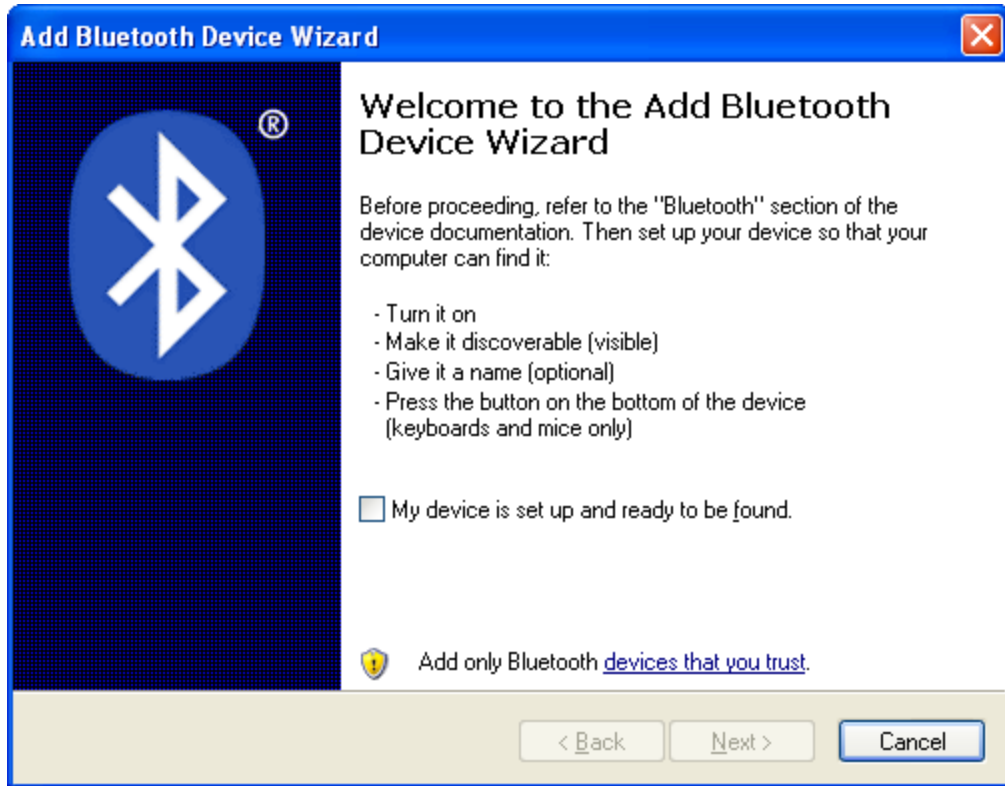 Add Bluetooth Device Wizard
®
Welcome to the Add Bluetooth
Device Wizard
Before proceeding, refer to the "Bluetooth" section of the
device documentation. Then set up your device so that your
computer can find it:
- Turn it on
- Make it discoverable (visible)
- Give it a name (optional)
- Press the button on the bottom of the device
(keyboards and mice only)
My device is set up and ready to be found.
Add only Bluetooth devices that you trust.
< Back Next > Cancel